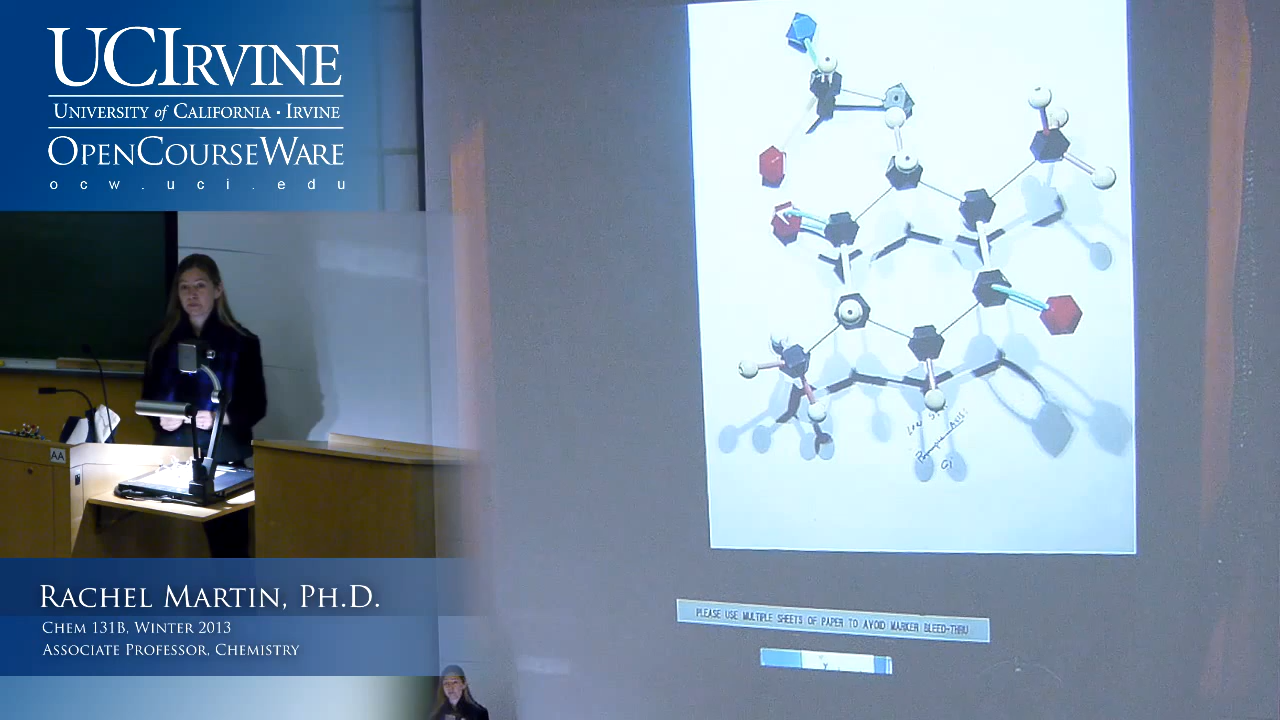 UCIRVINE
UNIVERSITY of CALIFORNIA · IRVINE
OPENCOURSEWARE
ocw.uci.edu
AA
RACHEL MARTIN, PH.D.
CHEM 131B, WINTER 2013
ASSOCIATE PROFESSOR, CHEMISTRY
PLEASE USE MULTIPLE SHEETS OF PAPER TO AVOID MARKER BLEED-THRU